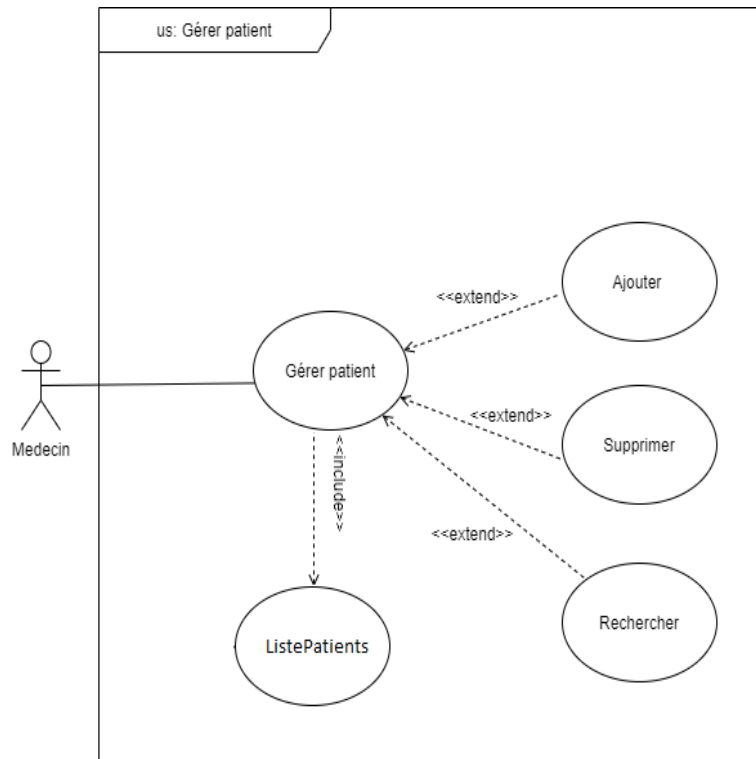 us: Gérer patient
Ajouter
<<extend>>
Gérer patient
<<extend>>
Supprimer
Medecin
<<include>>
<<extend>>
Rechercher
ListePatients